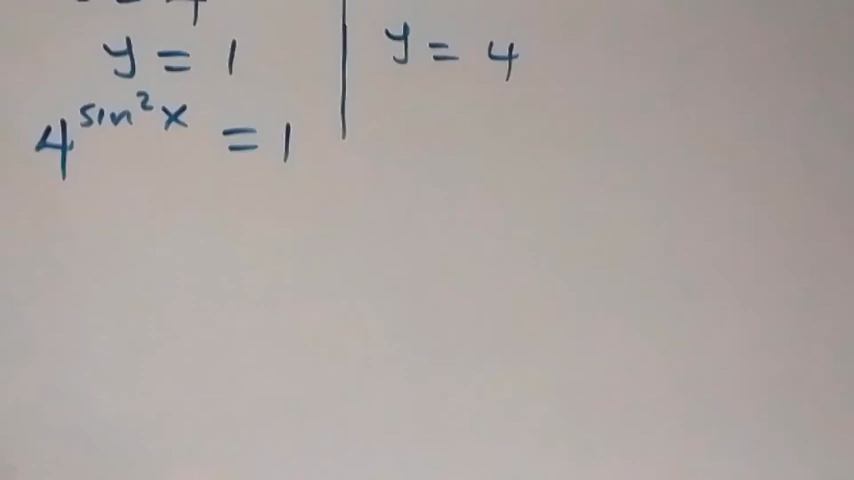 y = 1
y = 4
4^sin²x = 1